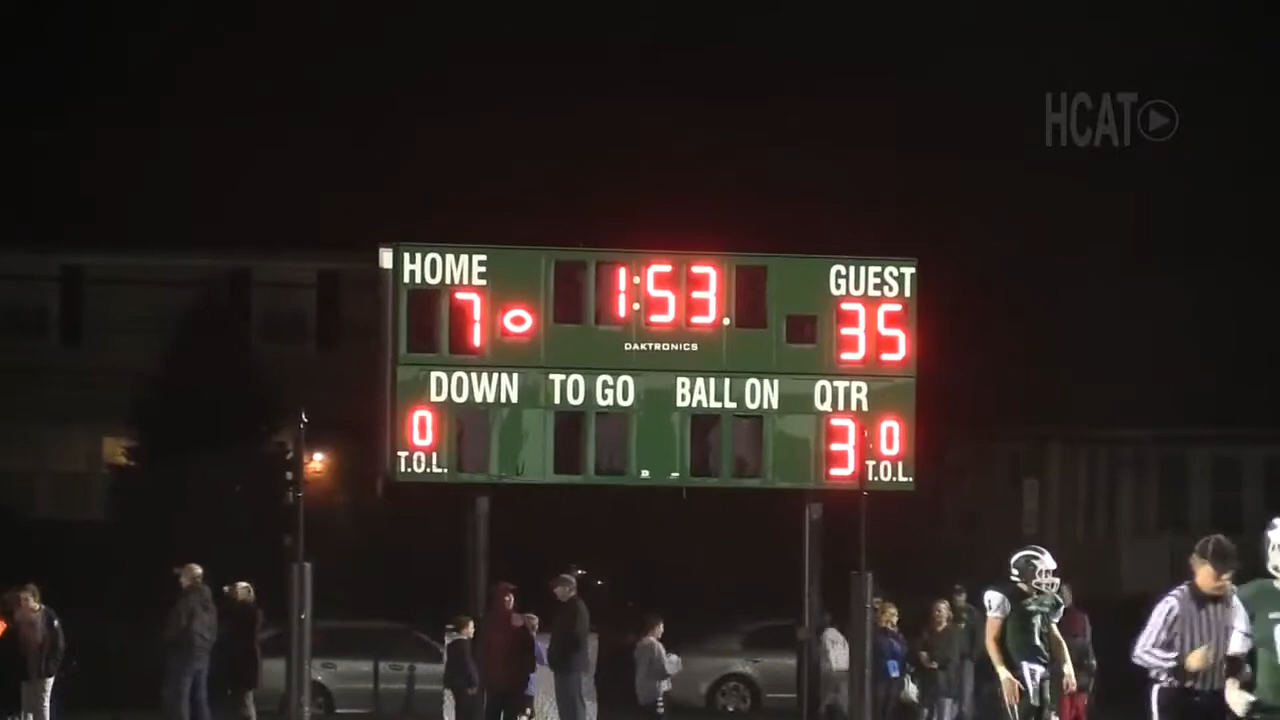 HCAT
HOME 1:53. GUEST
7 35
DAKTRONICS
DOWN TO GO BALL ON QTR
0 3 0
T.O.L. T.O.L.